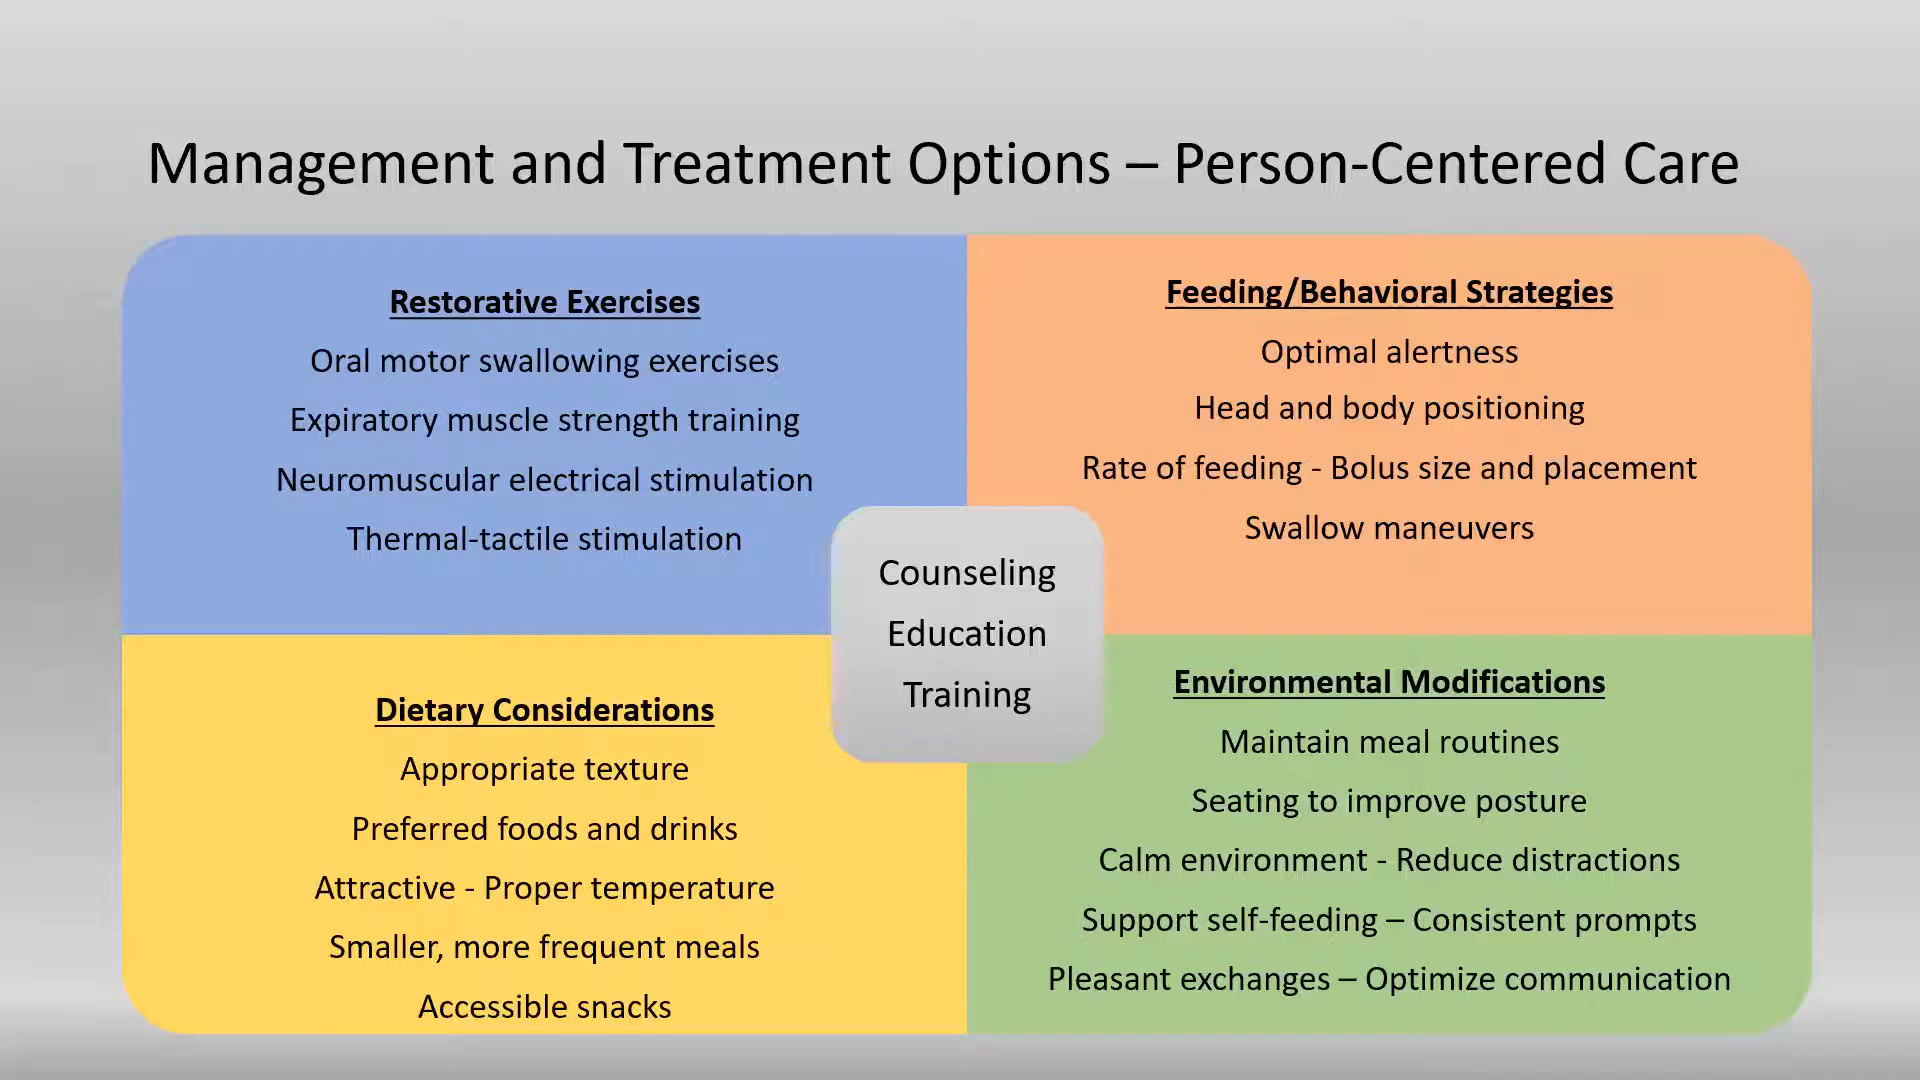 Management and Treatment Options – Person-Centered Care
Restorative Exercises
Oral motor swallowing exercises
Expiratory muscle strength training
Neuromuscular electrical stimulation
Thermal-tactile stimulation
Feeding/Behavioral Strategies
Optimal alertness
Head and body positioning
Rate of feeding - Bolus size and placement
Swallow maneuvers
Counseling
Education
Training
Dietary Considerations
Appropriate texture
Preferred foods and drinks
Attractive - Proper temperature
Smaller, more frequent meals
Accessible snacks
Environmental Modifications
Maintain meal routines
Seating to improve posture
Calm environment - Reduce distractions
Support self-feeding – Consistent prompts
Pleasant exchanges – Optimize communication